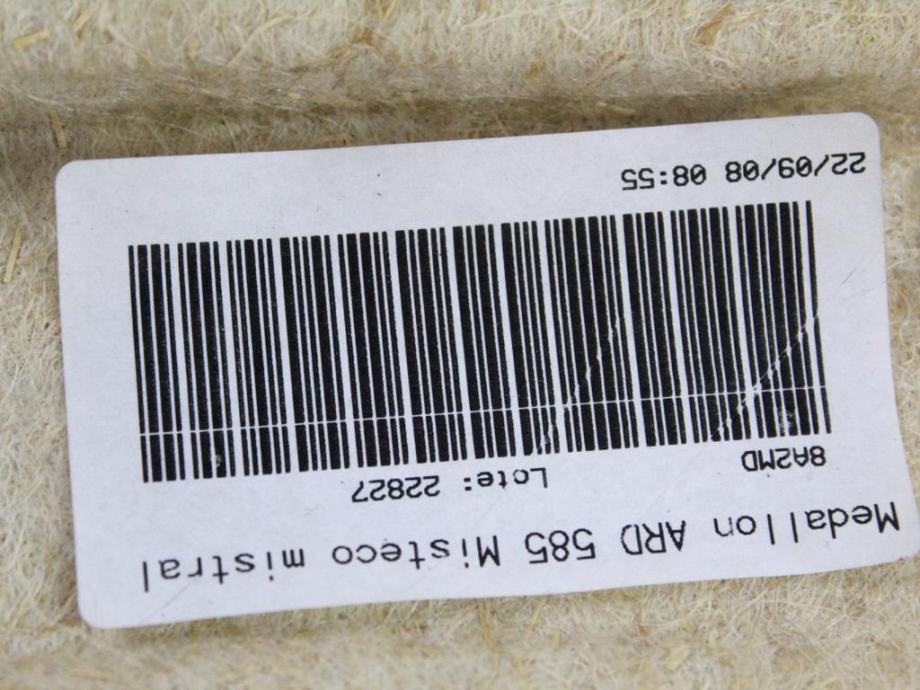 Medallon ARD 585 Misteco mistral
8A2MD Lote: 22827
22/09/08 08:55